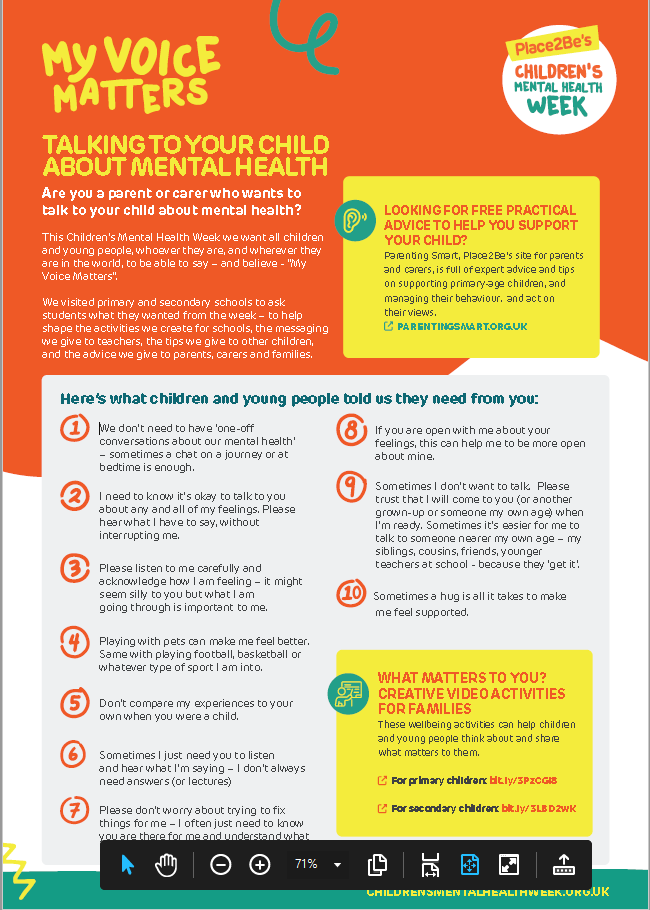 MY VOICE
MATTERS
Place2Be's
CHILDREN'S
MENTAL HEALTH
WEEK
TALKING TO YOUR CHILD
ABOUT MENTAL HEALTH
Are you a parent or carer who wants to
talk to your child about mental health?
This Children's Mental Health Week we want all children
and young people, whoever they are, and wherever they
are in the world, to be able to say – and believe - "My
Voice Matters".
We visited primary and secondary schools to ask
students what they wanted from the week – to help
shape the activities we create for schools, the messaging
we give to teachers, the tips we give to other children,
and the advice we give to parents, carers and families.
LOOKING FOR FREE PRACTICAL
ADVICE TO HELP YOU SUPPORT
YOUR CHILD?
Parenting Smart, Place2Be's site for parents
and carers, is full of expert advice and tips
on supporting primary-age children, and
managing their behaviour. and act on
their views.
PARENTINGSMART.ORG.UK
Here's what children and young people told us they need from you:
1 We don't need to have 'one-off
conversations about our mental health'
– sometimes a chat on a journey or at
bedtime is enough.
2 I need to know it's okay to talk to you
about any and all of my feelings. Please
hear what I have to say, without
interrupting me.
3 Please listen to me carefully and
acknowledge how I am feeling – it might
seem silly to you but what I am
going through is important to me.
4 Playing with pets can make me feel better.
Same with playing football, basketball or
whatever type of sport I am into.
5 Don't compare my experiences to your
own when you were a child.
6 Sometimes I just need you to listen
and hear what I'm saying – I don't always
need answers (or lectures)
7 Please don't worry about trying to fix
things for me – I often just need to know
you are there for me and understand what
8 If you are open with me about your
feelings, this can help me to be more open
about mine.
9 Sometimes I don't want to talk. Please
trust that I will come to you (or another
grown-up or someone my own age) when
I'm ready. Sometimes it's easier for me to
talk to someone nearer my own age – my
siblings, cousins, friends, younger
teachers at school - because they 'get it'.
10 Sometimes a hug is all it takes to make
me feel supported.
WHAT MATTERS TO YOU?
CREATIVE VIDEO ACTIVITIES
FOR FAMILIES
These wellbeing activities can help children
and young people think about and share
what matters to them.
For primary children: bit.ly/3PzCGI8
For secondary children: bit.ly/3LBD2wK
71%
CHILDRENSMENTALHEALTHWEEK.ORG.UK